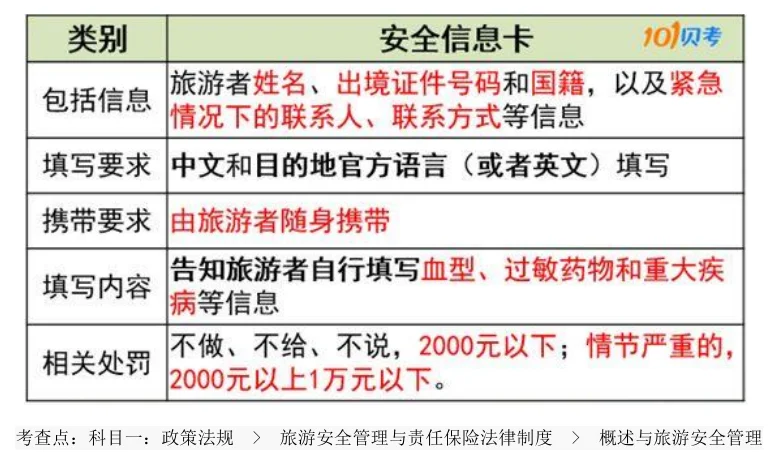 类别 安全信息卡 101贝考
包括信息 旅游者姓名、出境证件号码和国籍，以及紧急
情况下的联系人、联系方式等信息
填写要求 中文和目的地官方语言（或者英文）填写
携带要求 由旅游者随身携带
填写内容 告知旅游者自行填写血型、过敏药物和重大疾
病等信息
相关处罚 不做、不给、不说，2000元以下；情节严重的，
2000元以上1万元以下。
考查点：科目一：政策法规 > 旅游安全管理与责任保险法律制度 > 概述与旅游安全管理